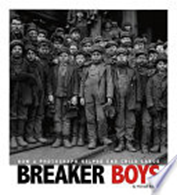 HOW A PHOTOGRAPH HELPED END CHILD LABOR
BREAKER BOYS